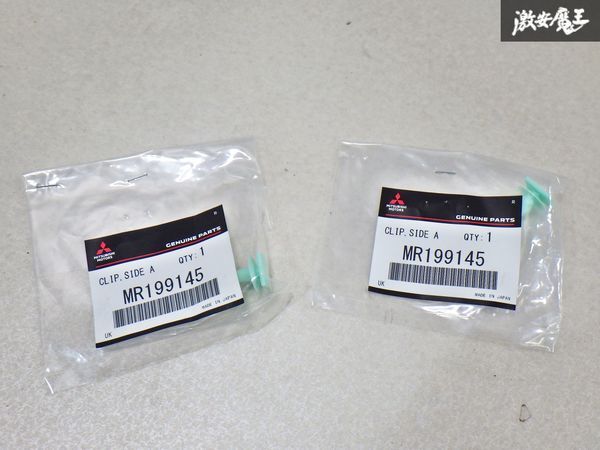 激安魔王
MITSUBISHI
MOTORS
R
GENUINE PARTS
CLIP.SIDE A QTY:1
MR199145
UK
MADE IN JAPAN
MITSUBISHI
MOTORS
R
GENUINE PARTS
CLIP.SIDE A QTY:1
MR199145
UK
MADE IN JAPAN